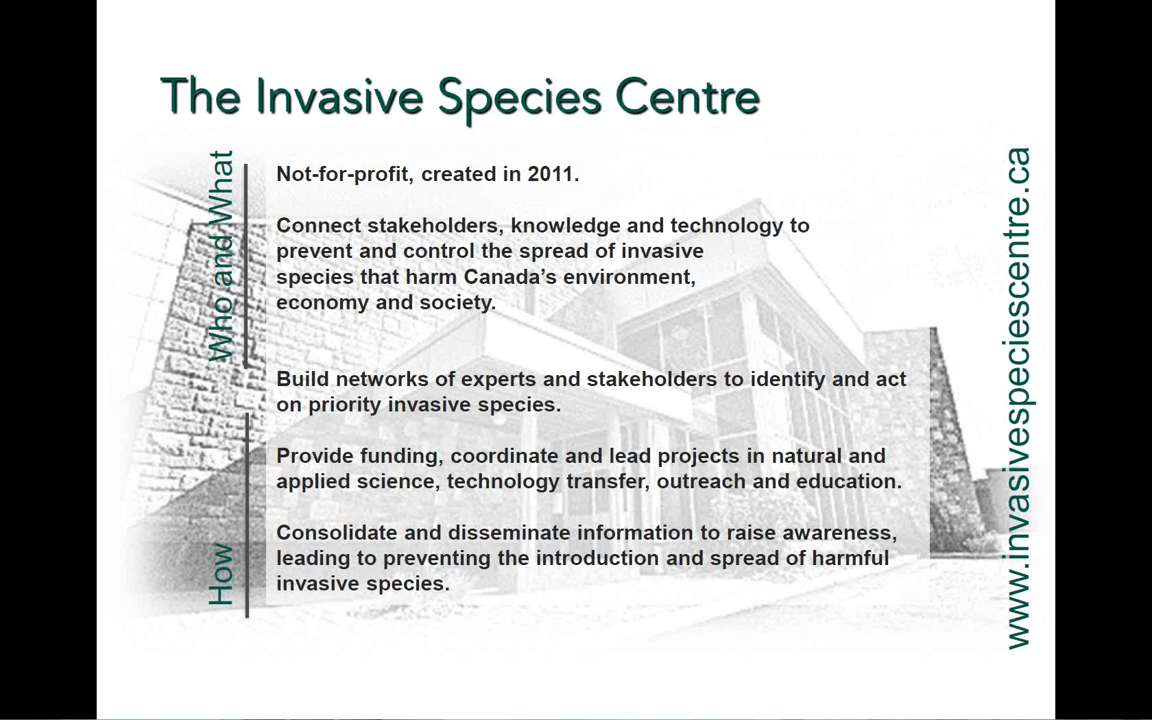 The Invasive Species Centre
Who and What
Not-for-profit, created in 2011.
Connect stakeholders, knowledge and technology to
prevent and control the spread of invasive
species that harm Canada’s environment,
economy and society.
How
Build networks of experts and stakeholders to identify and act
on priority invasive species.
Provide funding, coordinate and lead projects in natural and
applied science, technology transfer, outreach and education.
Consolidate and disseminate information to raise awareness,
leading to preventing the introduction and spread of harmful
invasive species.
www.invasivespeciescentre.ca